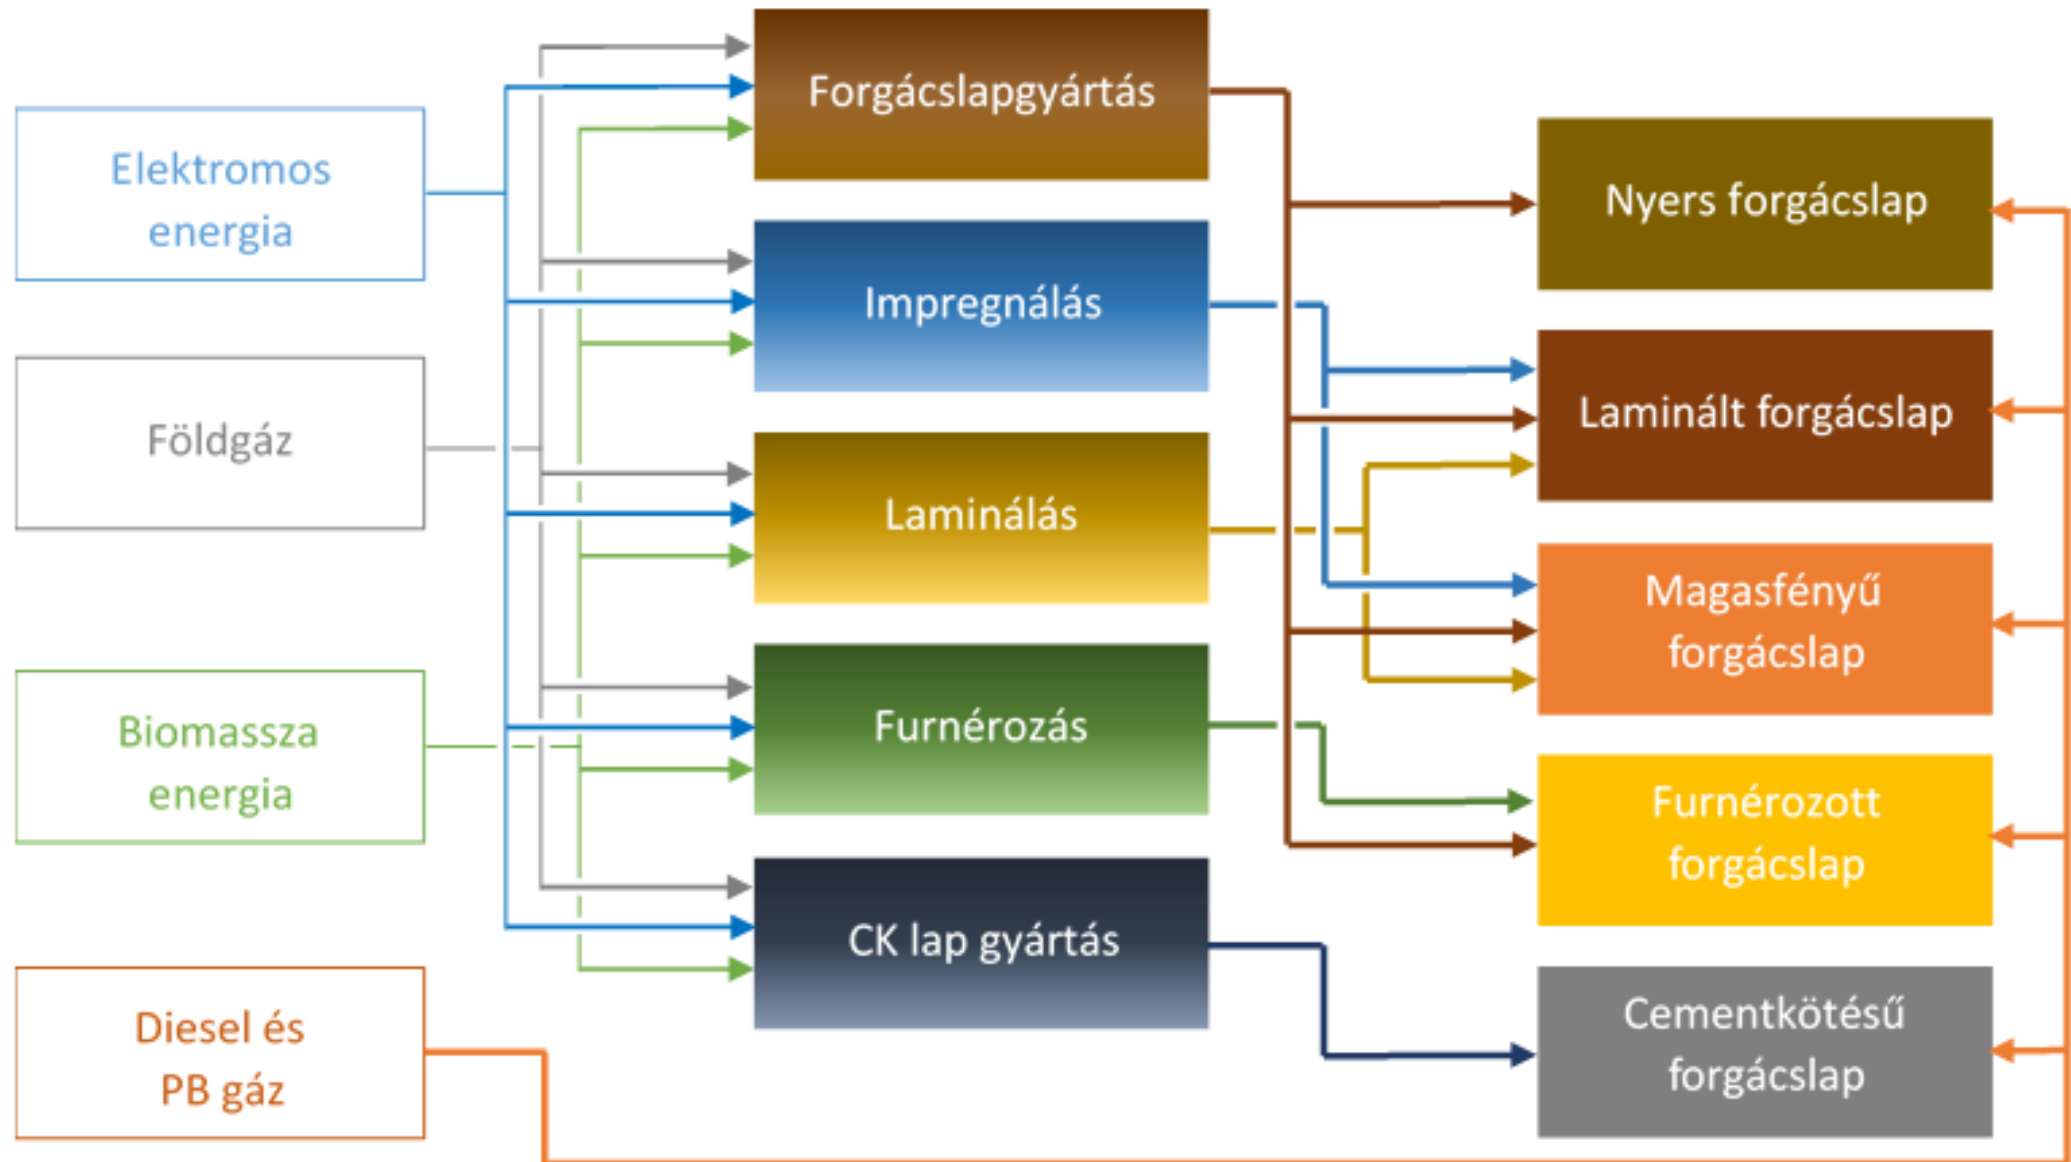 Elektromos
energia
Földgáz
Biomassza
energia
Diesel és
PB gáz
Forgácslapgyártás
Impregnálás
Laminálás
Furnérozás
CK lap gyártás
Nyers forgácslap
Laminált forgácslap
Magasfényű
forgácslap
Furnérozott
forgácslap
Cementkötésű
forgácslap